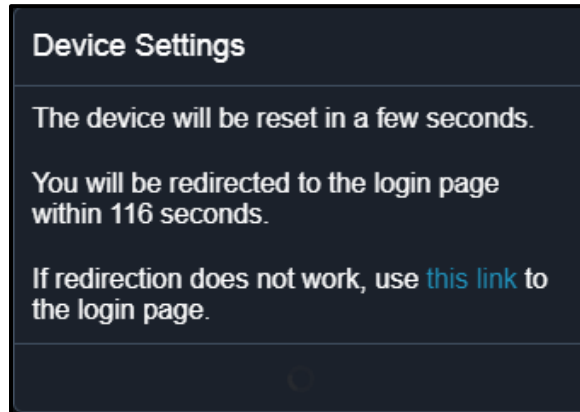 Device Settings
The device will be reset in a few seconds.
You will be redirected to the login page
within 116 seconds.
If redirection does not work, use this link to
the login page.